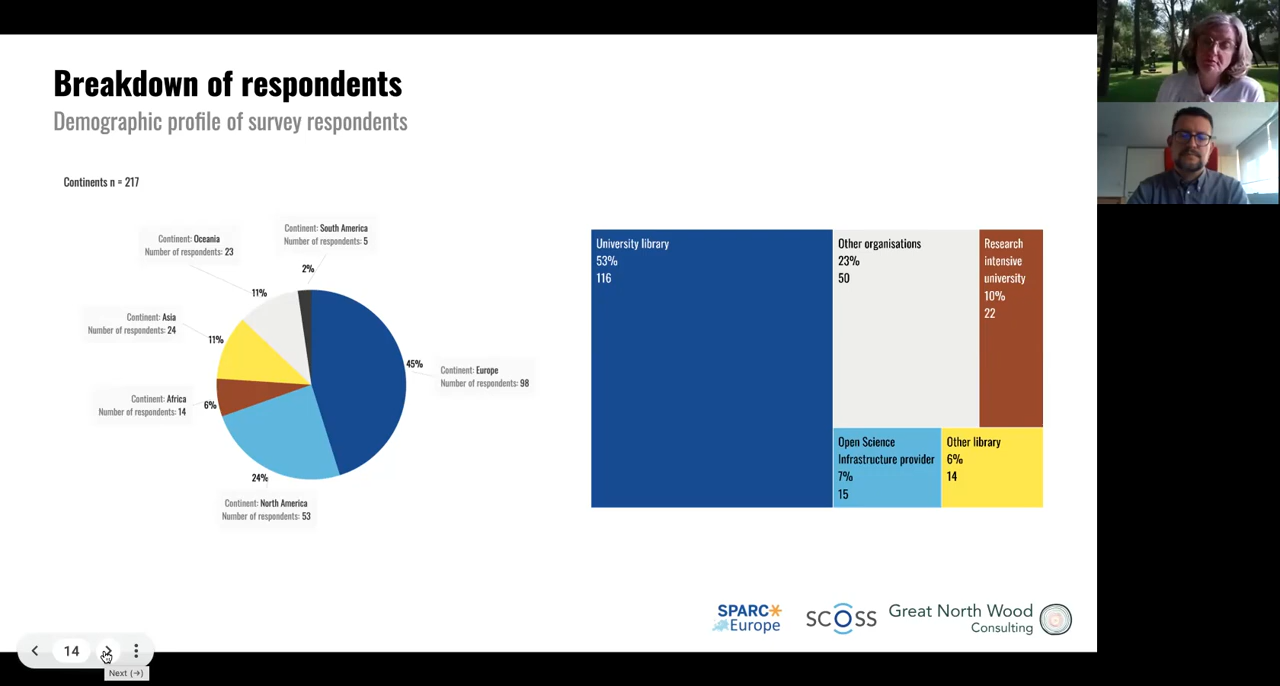 Breakdown of respondents
Demographic profile of survey respondents
Continents n = 217
Continent: South America
Number of respondents: 5
2%
Continent: Oceania
Number of respondents: 23
11%
Continent: Asia
Number of respondents: 24
11%
Continent: Africa
Number of respondents: 14
6%
45%
Continent: Europe
Number of respondents: 98
24%
Continent: North America
Number of respondents: 53
University library
53%
116
Other organisations
23%
50
Research
intensive
university
10%
22
Open Science
Infrastructure provider
7%
15
Other library
6%
14
SPARC
Europe
SCOSS
Great North Wood
Consulting
14
Next (→)